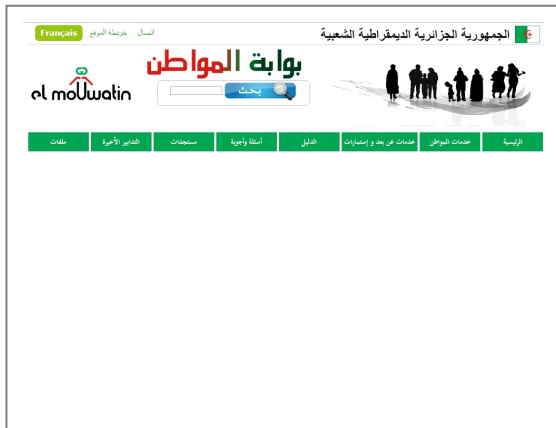 الجمهورية الجزائرية الديمقراطية الشعبية
اتصال خريطة الموقع Français
بوابة المواطن
el mouwatin
بحث
الرئيسية خدمات المواطن خدمات عن بعد و إستمارات الدليل أسئلة وأجوبة مستجدات التدابير الأخيرة ملفات